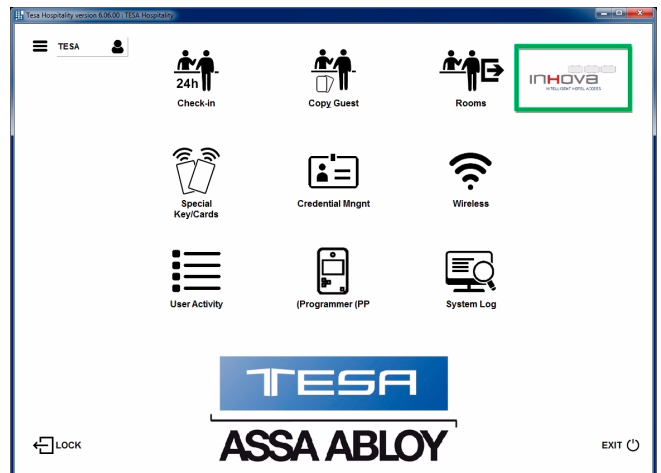 Tesa Hospitality version 6.06.00 : TESA Hospitality
TESA
24h
Check-in
Copy Guest
Rooms
INHOVA
INTELLIGENT HOTEL ACCESS
Special
Key/Cards
Credential Mngnt
Wireless
User Activity
(Programmer (PP
System Log
TESA
ASSA ABLOY
LOCK
EXIT